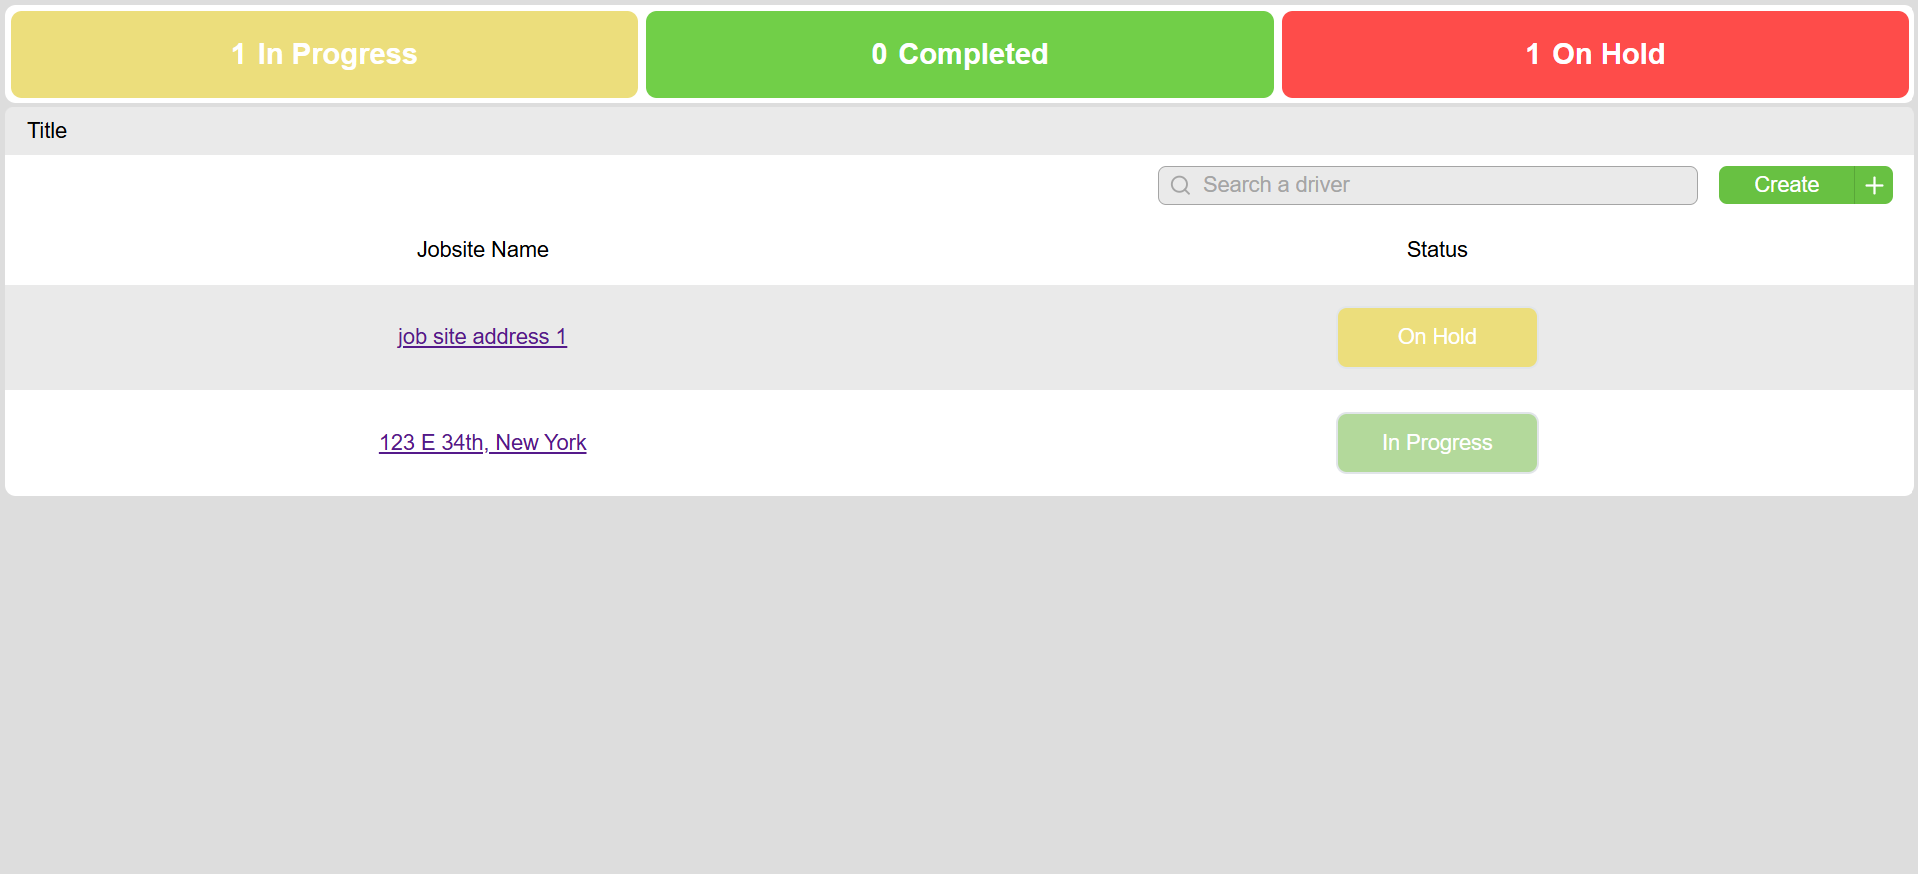 1 In Progress
0 Completed
1 On Hold
Title
Search a driver
Create
Jobsite Name
Status
job site address 1
On Hold
123 E 34th, New York
In Progress